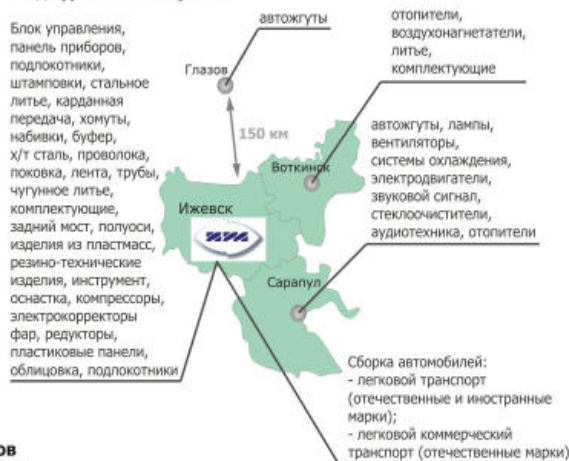 автожгуты
отопители,
воздухонагнетатели,
литье,
комплектующие
Блок управления,
панель приборов,
подлокотники,
штамповки, стальное
литье, карданная
передача, хомуты,
набивки, буфер,
х/т сталь, проволока,
поковка, лента, трубы,
чугунное литье,
комплектующие,
задний мост, полуоси,
изделия из пластмасс,
резино-технические
изделия, инструмент,
оснастка, компрессоры,
электрокорректоры
фар, редукторы,
пластиковые панели,
облицовка, подлокотники
Глазов
150 км
Воткинск
Ижевск
Сарапул
автожгуты, лампы,
вентиляторы,
системы охлаждения,
электродвигатели,
звуковой сигнал,
стеклоочистители,
аудиотехника, отопители
Сборка автомобилей:
- легковой транспорт
(отечественные и иностранные
марки);
- легковой коммерческий
транспорт (отечественные марки)
ов